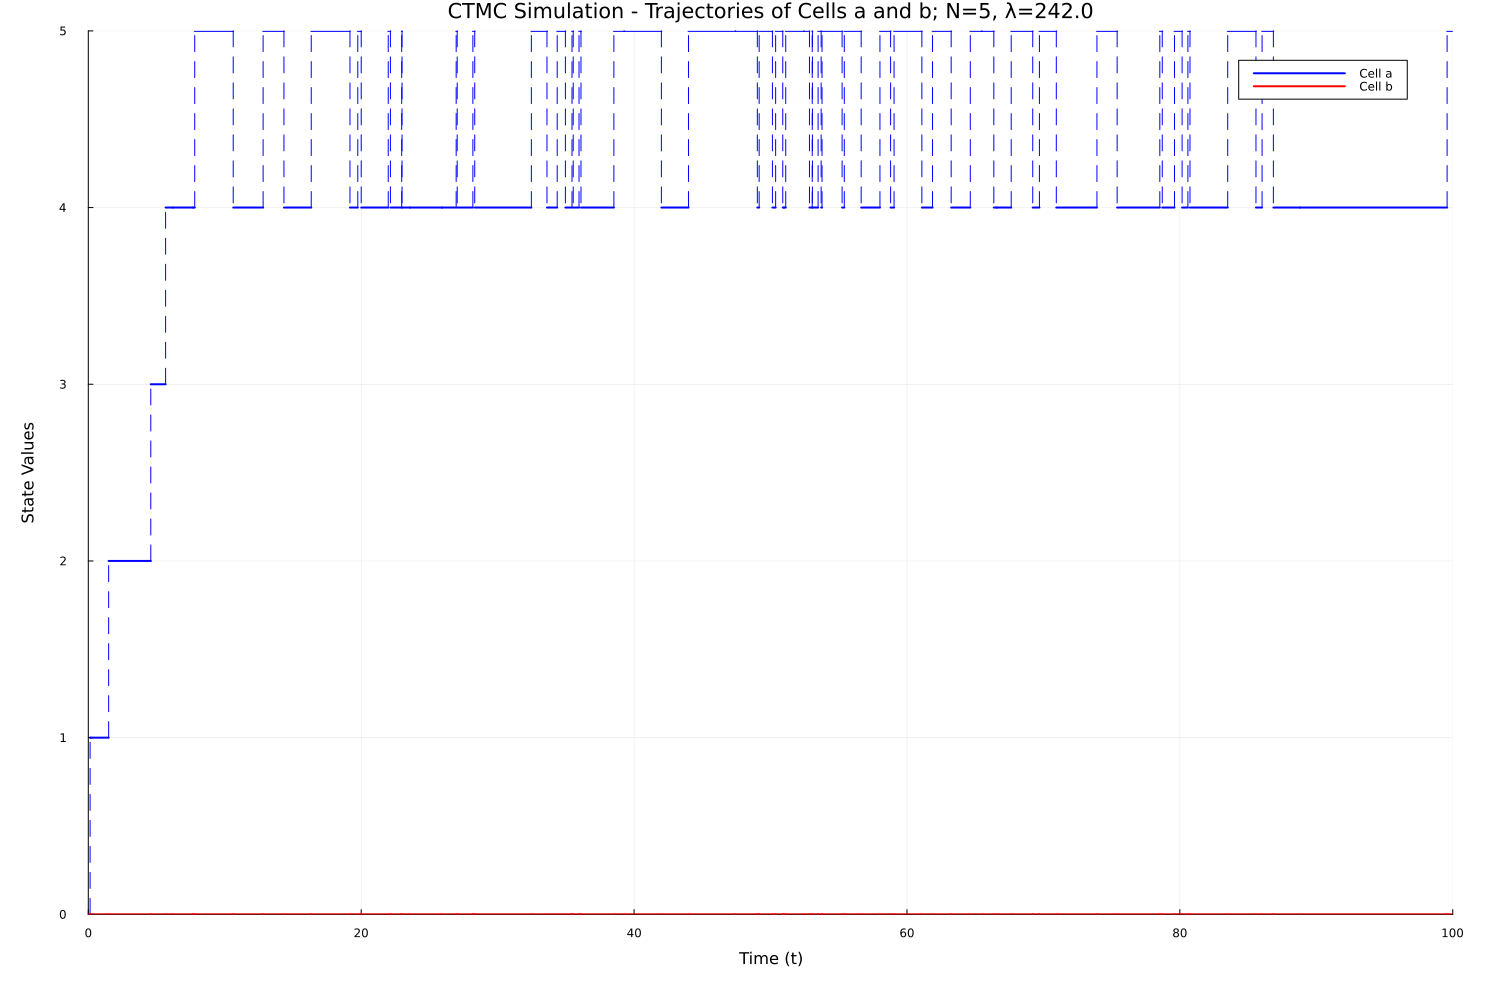 CTMC Simulation - Trajectories of Cells a and b; N=5, λ=242.0
5
Cell a
Cell b
4
3
State Values
2
1
0
0 20 40 60 80 100
Time (t)